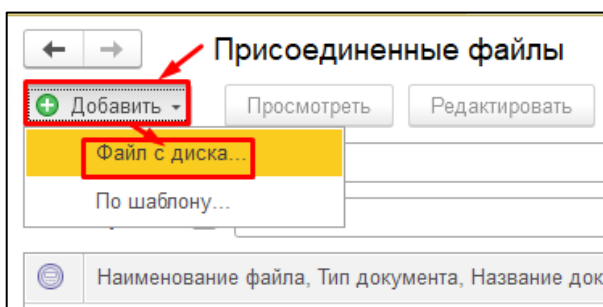 Присоединенные файлы
Добавить
Просмотреть
Редактировать
Файл с диска...
По шаблону...
Наименование файла, Тип документа, Название док